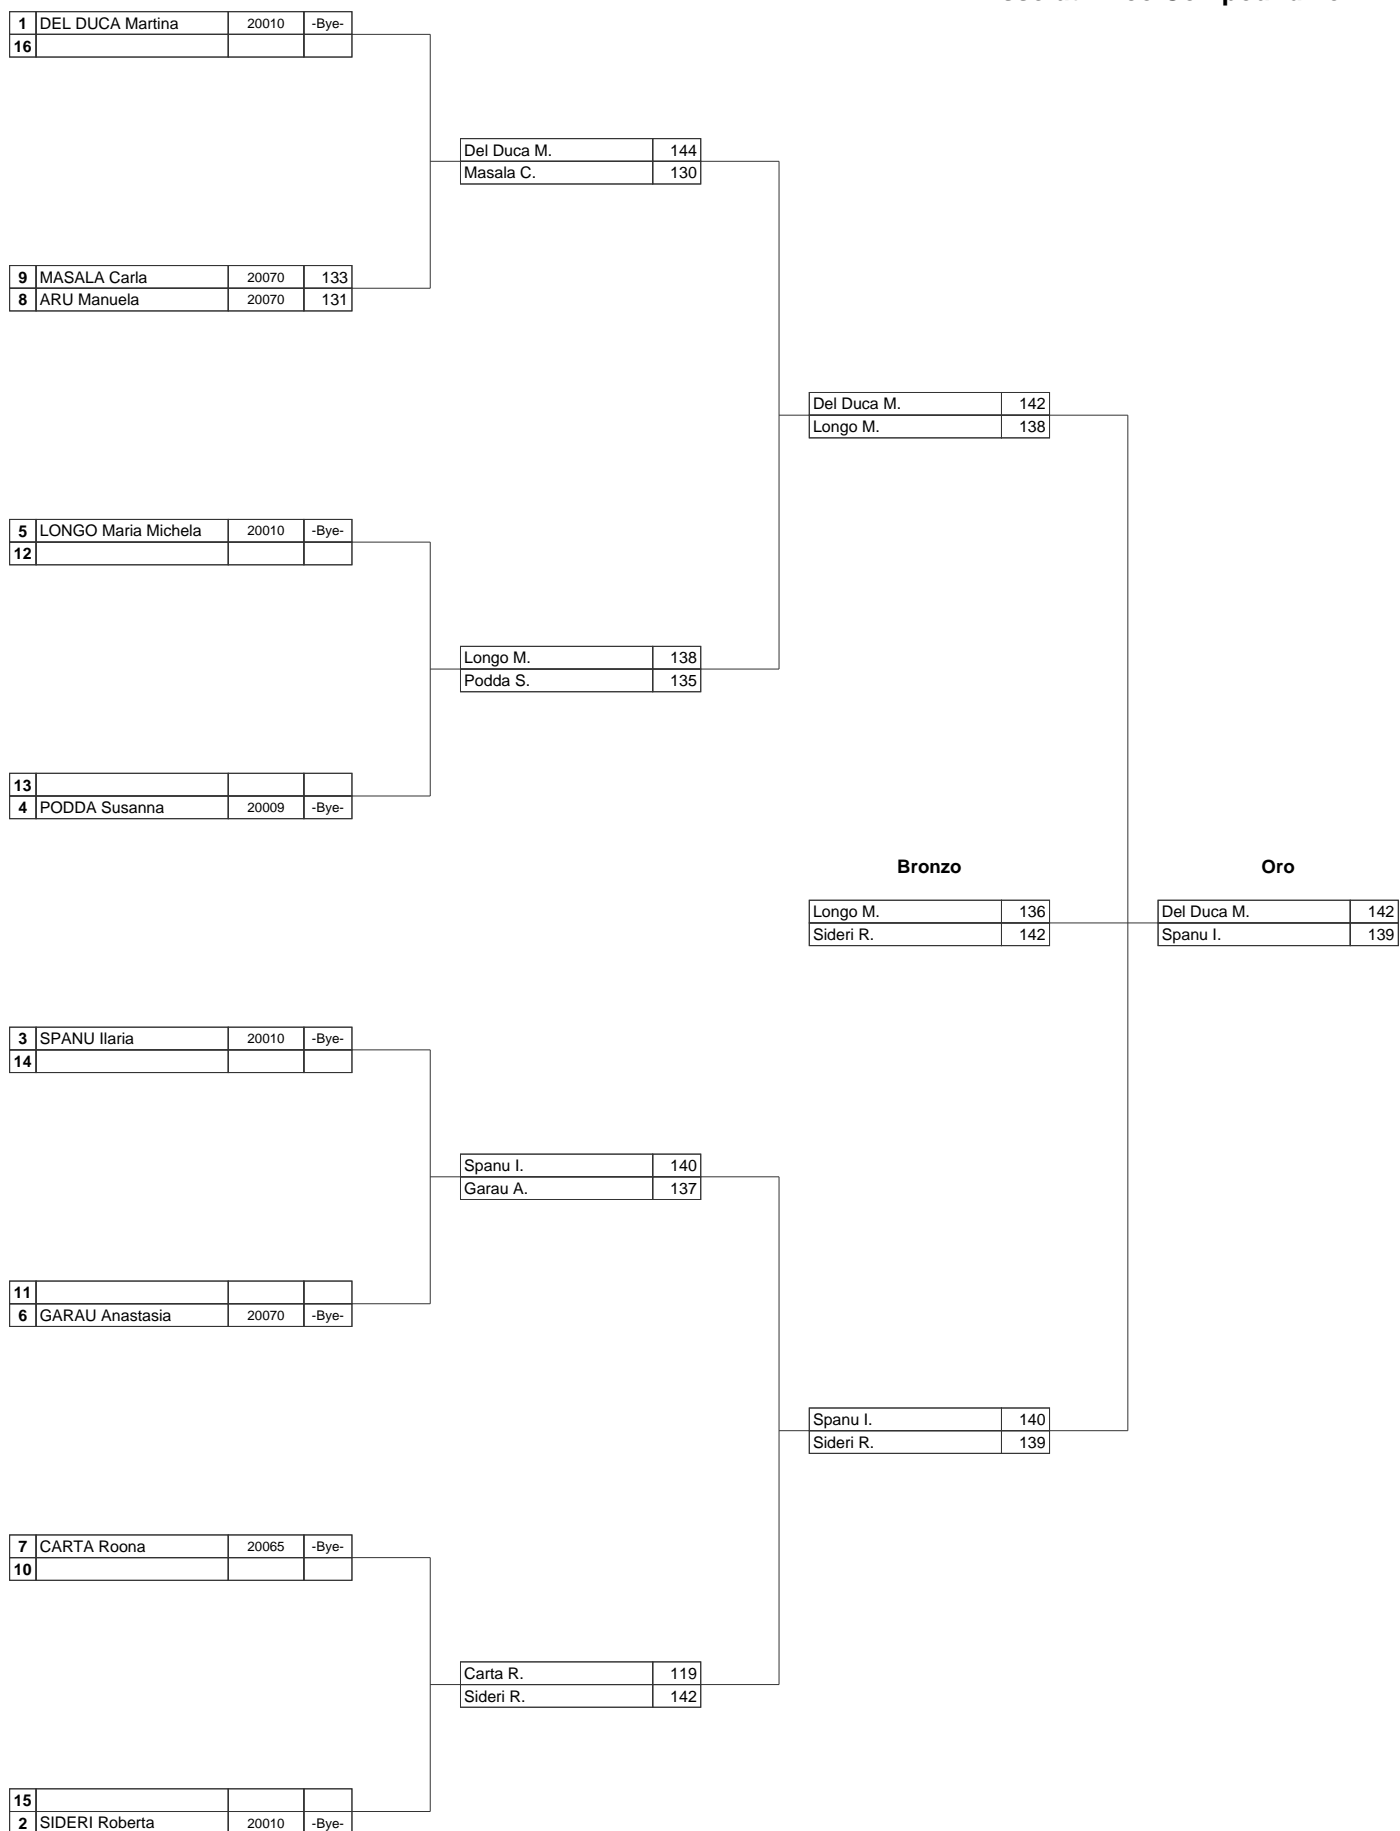 1 DEL DUCA Martina 20010 -Bye-
16
Del Duca M. 144
Masala C. 130
9 MASALA Carla 20070 133
8 ARU Manuela 20070 131
Del Duca M. 142
Longo M. 138
5 LONGO Maria Michela 20010 -Bye-
12
Longo M. 138
Podda S. 135
13
4 PODDA Susanna 20009 -Bye-
Bronzo
Longo M. 136
Sideri R. 142
Oro
Del Duca M. 142
Spanu I. 139
3 SPANU Ilaria 20010 -Bye-
14
Spanu I. 140
Garau A. 137
11
6 GARAU Anastasia 20070 -Bye-
Spanu I. 140
Sideri R. 139
7 CARTA Roona 20065 -Bye-
10
Carta R. 119
Sideri R. 142
15
2 SIDERI Roberta 20010 -Bye-